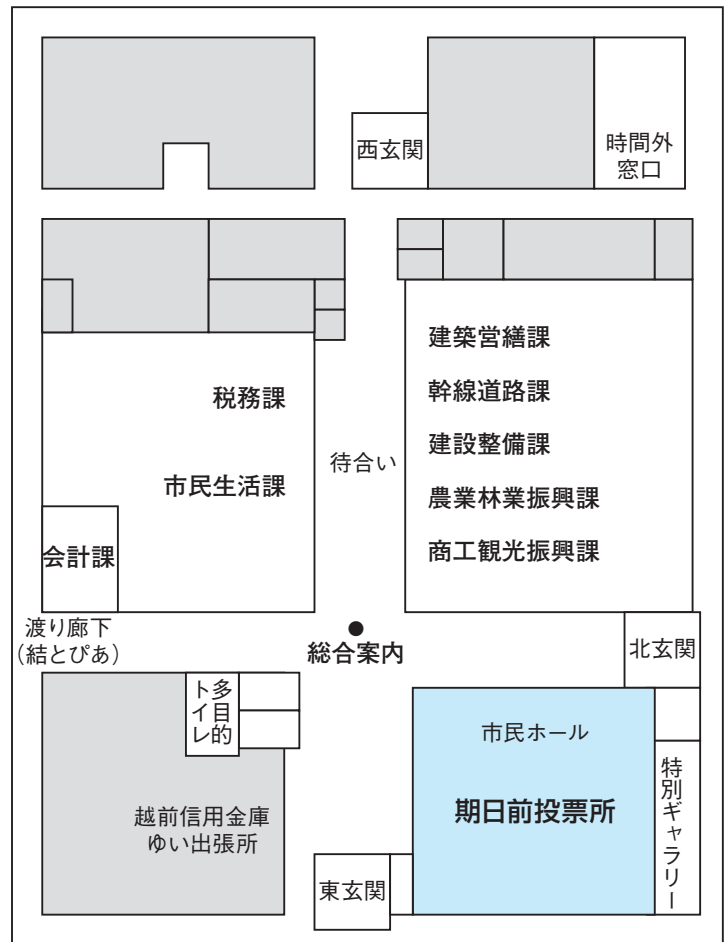 西玄関
時間外
窓口
税務課
市民生活課
会計課
待合い
建築営繕課
幹線道路課
建設整備課
農業林業振興課
商工観光振興課
渡り廊下
(結とぴあ)
●
総合案内
北玄関
多目的
トイレ
越前信用金庫
ゆい出張所
市民ホール
期日前投票所
特別ギャラリー
東玄関